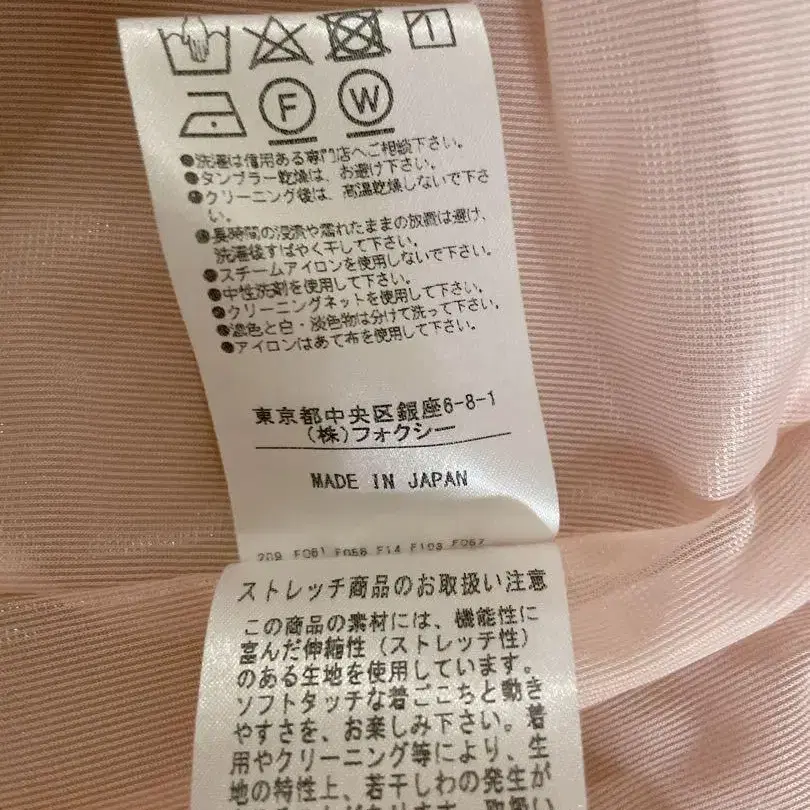 F W
●洗濯は信用ある専門店へご相談下さい。
●タンブラー乾燥は、お避け下さい。
●クリーニング後は、高温乾燥しないで下さ
い。
●長時間の浸漬や濡れたままの放置は避け、
洗濯後すばやく干して下さい。
●スチームアイロンを使用しないで下さい。
●中性洗剤を使用して下さい。
●クリーニングネットを使用して下さい。
●濃色と白・淡色物は分けて洗って下さい。
●アイロンはあて布を使用して下さい。
東京都中央区銀座6-8-1
(株)フォクシー
MADE IN JAPAN
209 F061 F066 F14 F103 F067
ストレッチ商品のお取扱い注意
この商品の素材には、機能性に
富んだ伸縮性（ストレッチ性）
のある生地を使用しています。
ソフトタッチな着ごこちと動き
やすさを、お楽しみ下さい。着
用やクリーニング等により、生
地の特性上、若干しわの発生が